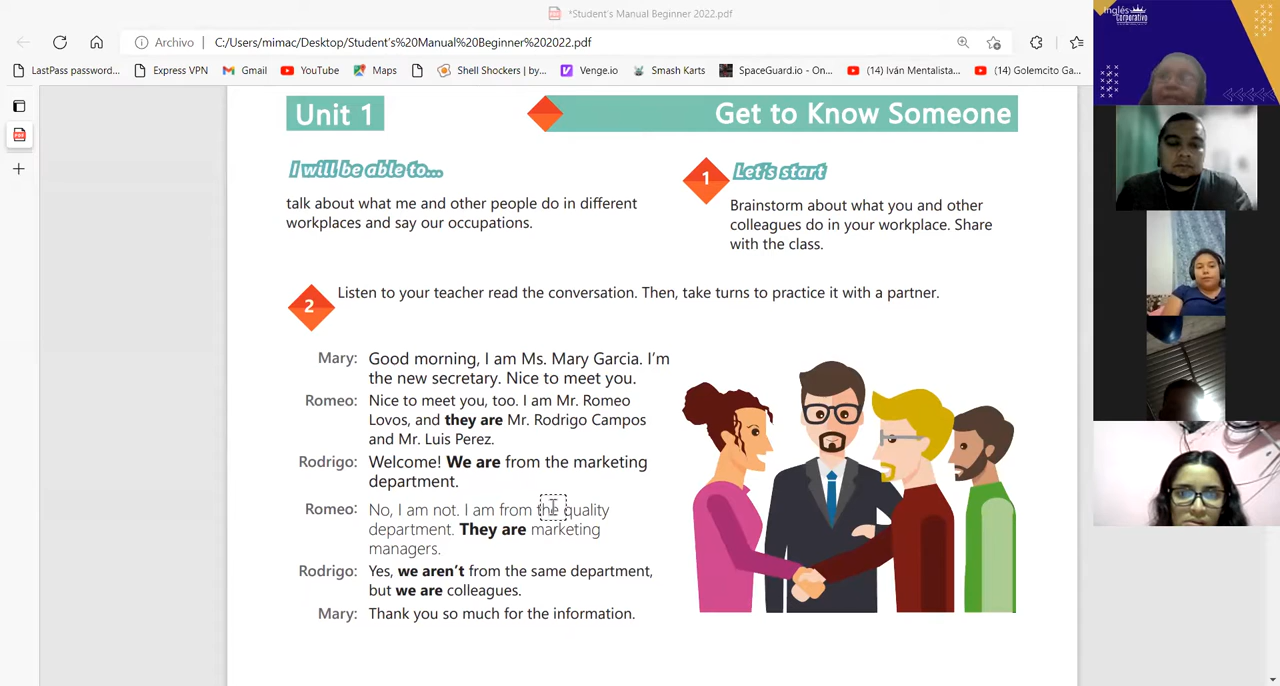 *Student's Manual Beginner 2022.pdf
Archivo | C:/Users/mimac/Desktop/Student's%20Manual%20Beginner%202022.pdf
LastPass password... Express VPN Gmail YouTube Maps Shell Shockers | by... Venge.io Smash Karts SpaceGuard.io - On... (14) Iván Mentalista... (14) Golemcito Ga...
Inglés
Corporativo
Unit 1
Get to Know Someone
I will be able to...
talk about what me and other people do in different
workplaces and say our occupations.
1 Let's start
Brainstorm about what you and other
colleagues do in your workplace. Share
with the class.
2 Listen to your teacher read the conversation. Then, take turns to practice it with a partner.
Mary: Good morning, I am Ms. Mary Garcia. I'm
the new secretary. Nice to meet you.
Romeo: Nice to meet you, too. I am Mr. Romeo
Lovos, and they are Mr. Rodrigo Campos
and Mr. Luis Perez.
Rodrigo: Welcome! We are from the marketing
department.
Romeo: No, I am not. I am from the quality
department. They are marketing
managers.
Rodrigo: Yes, we aren't from the same department,
but we are colleagues.
Mary: Thank you so much for the information.